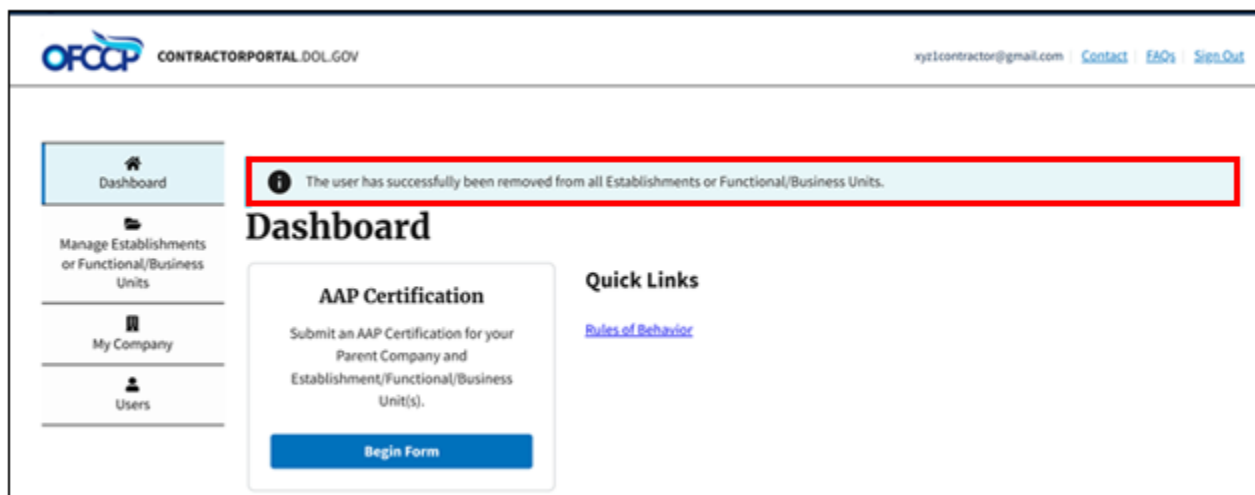 OFCCP CONTRACTORPORTAL.DOL.GOV
xyz1contractor@gmail.com Contact FAQs Sign Out
Dashboard
Manage Establishments
or Functional/Business
Units
My Company
Users
The user has successfully been removed from all Establishments or Functional/Business Units.
Dashboard
AAP Certification
Submit an AAP Certification for your
Parent Company and
Establishment/Functional/Business
Unit(s).
Begin Form
Quick Links
Rules of Behavior